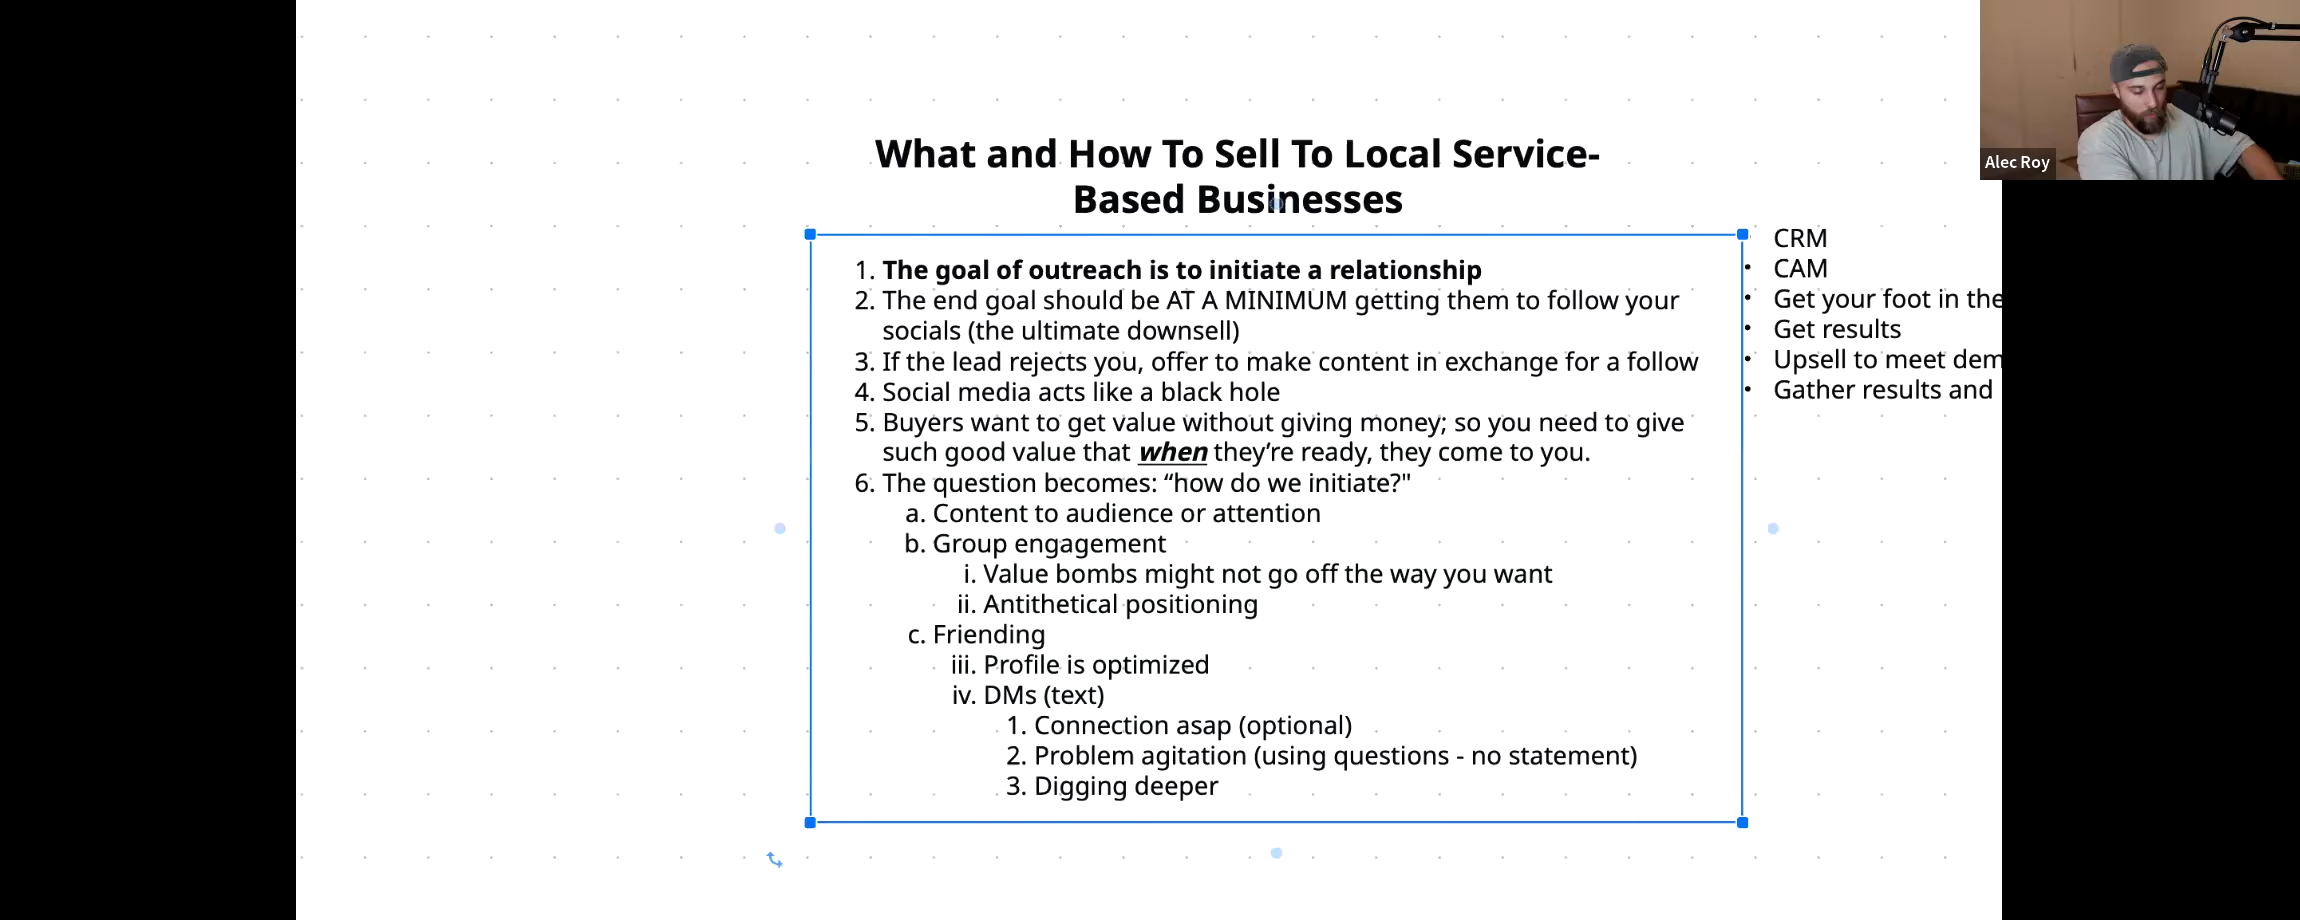 What and How To Sell To Local Service-
Based Businesses
1. The goal of outreach is to initiate a relationship
2. The end goal should be AT A MINIMUM getting them to follow your
socials (the ultimate downsell)
3. If the lead rejects you, offer to make content in exchange for a follow
4. Social media acts like a black hole
5. Buyers want to get value without giving money; so you need to give
such good value that when they’re ready, they come to you.
6. The question becomes: “how do we initiate?"
a. Content to audience or attention
b. Group engagement
i. Value bombs might not go off the way you want
ii. Antithetical positioning
c. Friending
iii. Profile is optimized
iv. DMs (text)
1. Connection asap (optional)
2. Problem agitation (using questions - no statement)
3. Digging deeper
CRM
• CAM
• Get your foot in the
• Get results
• Upsell to meet dem
• Gather results and
Alec Roy